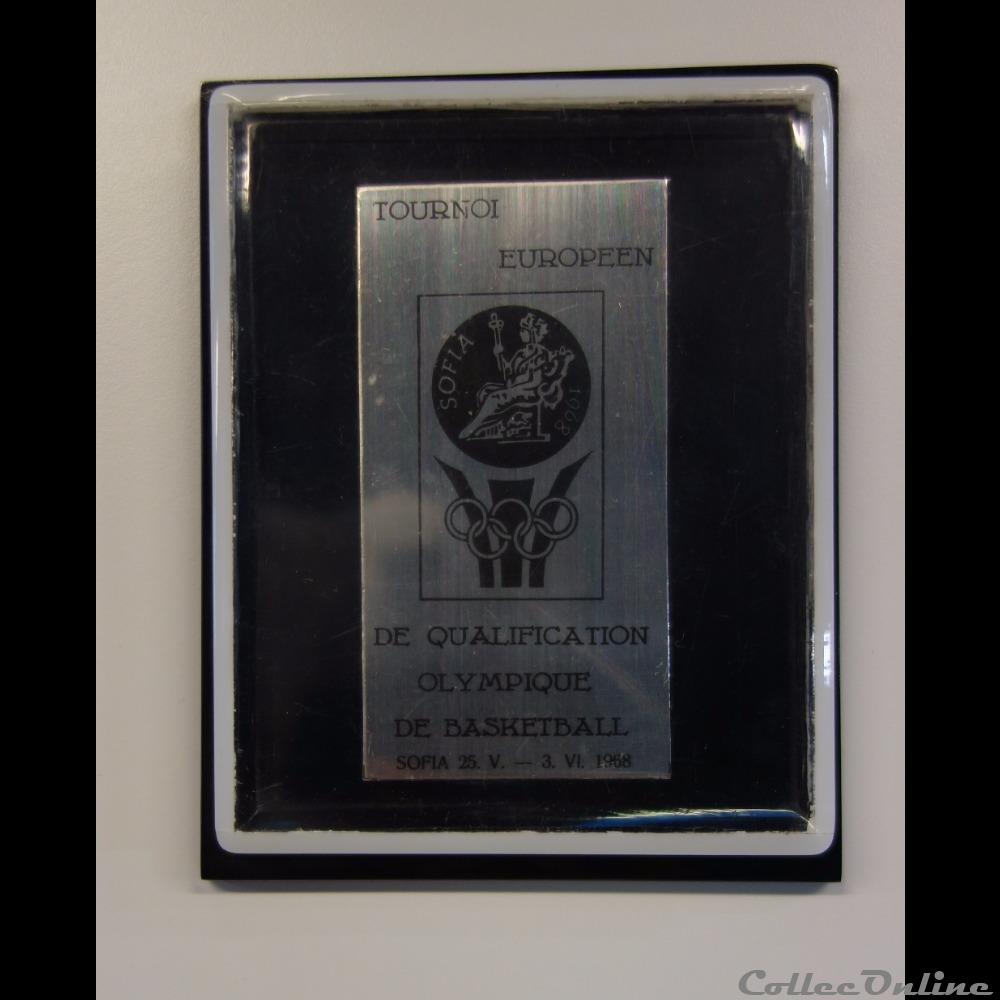 TOURNOI
EUROPEEN
SOFIA
1968
DE QUALIFICATION
OLYMPIQUE
DE BASKETBALL
SOFIA 25. V. — 3. VI. 1968
CollecOnline